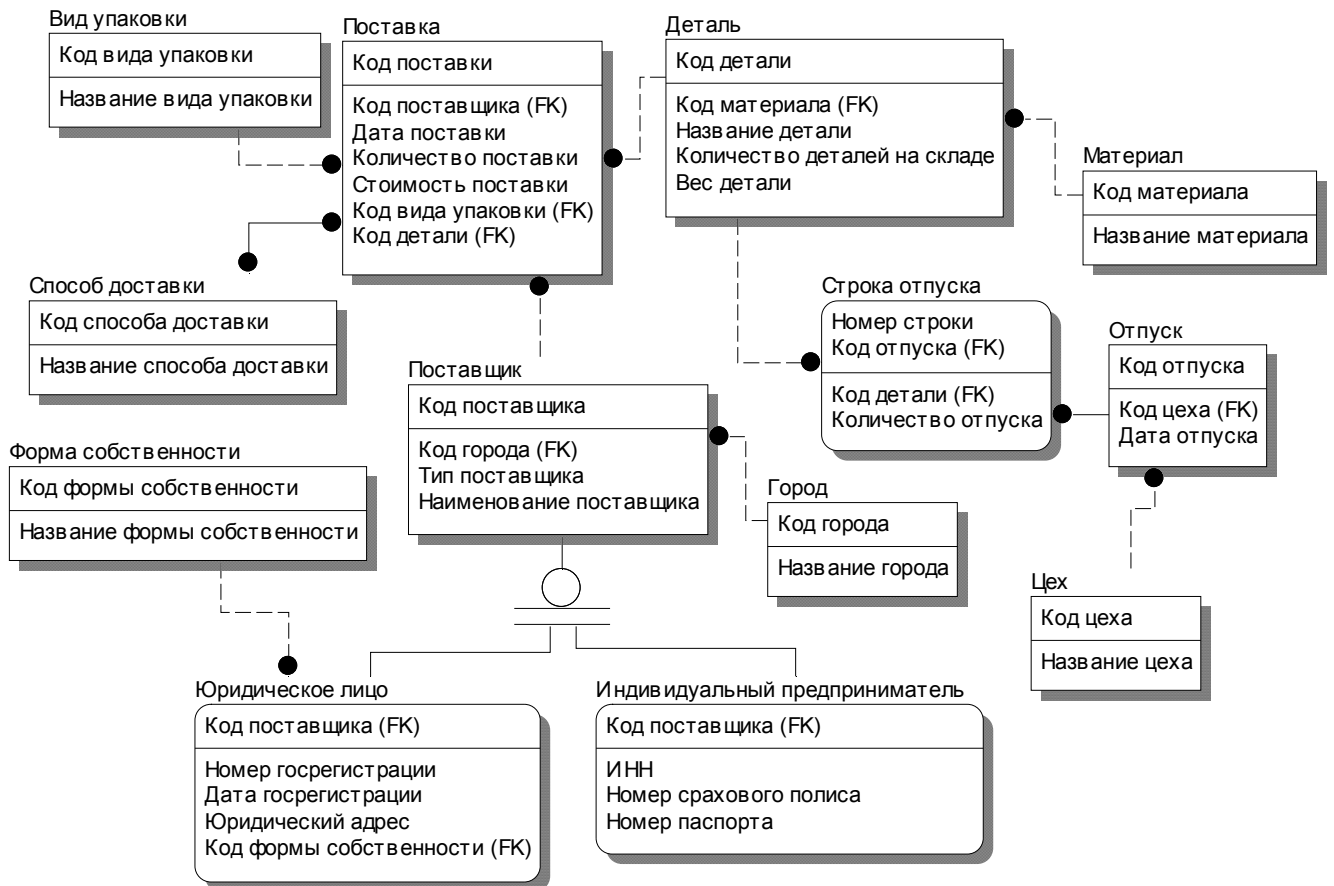 Вид упаковки
Код вида упаковки
Название вида упаковки
Поставка
Код поставки
Код поставщика (FK)
Дата поставки
Количество поставки
Стоимость поставки
Код вида упаковки (FK)
Код детали (FK)
Деталь
Код детали
Код материала (FK)
Название детали
Количество деталей на складе
Вес детали
Материал
Код материала
Название материала
Способ доставки
Код способа доставки
Название способа доставки
Строка отпуска
Номер строки
Код отпуска (FK)
Код детали (FK)
Количество отпуска
Отпуск
Код отпуска
Код цеха (FK)
Дата отпуска
Поставщик
Код поставщика
Код города (FK)
Тип поставщика
Наименование поставщика
Форма собственности
Код формы собственности
Название формы собственности
Город
Код города
Название города
Цех
Код цеха
Название цеха
Юридическое лицо
Код поставщика (FK)
Номер госрегистрации
Дата госрегистрации
Юридический адрес
Код формы собственности (FK)
Индивидуальный предприниматель
Код поставщика (FK)
ИНН
Номер срахового полиса
Номер паспорта